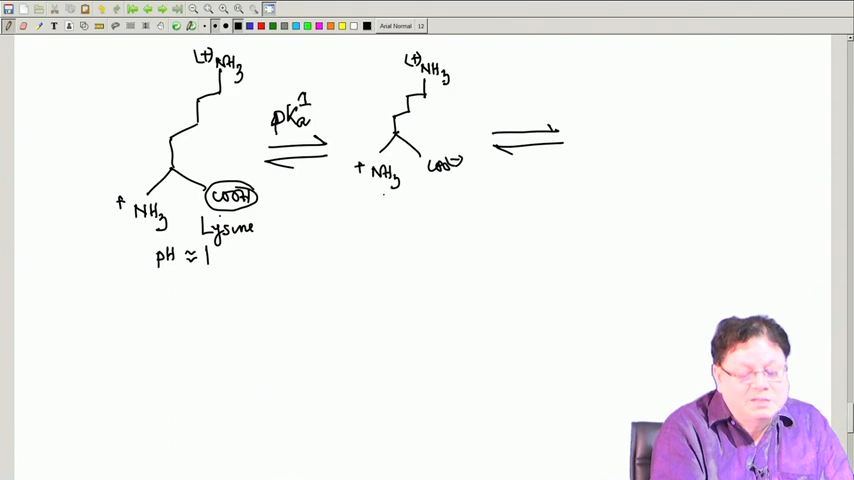 Arial Normal 12
(+)NH3
(+)NH3
pKa1
+NH3
COOH
+NH3
COO⊖
Lysine
pH ≈ 1